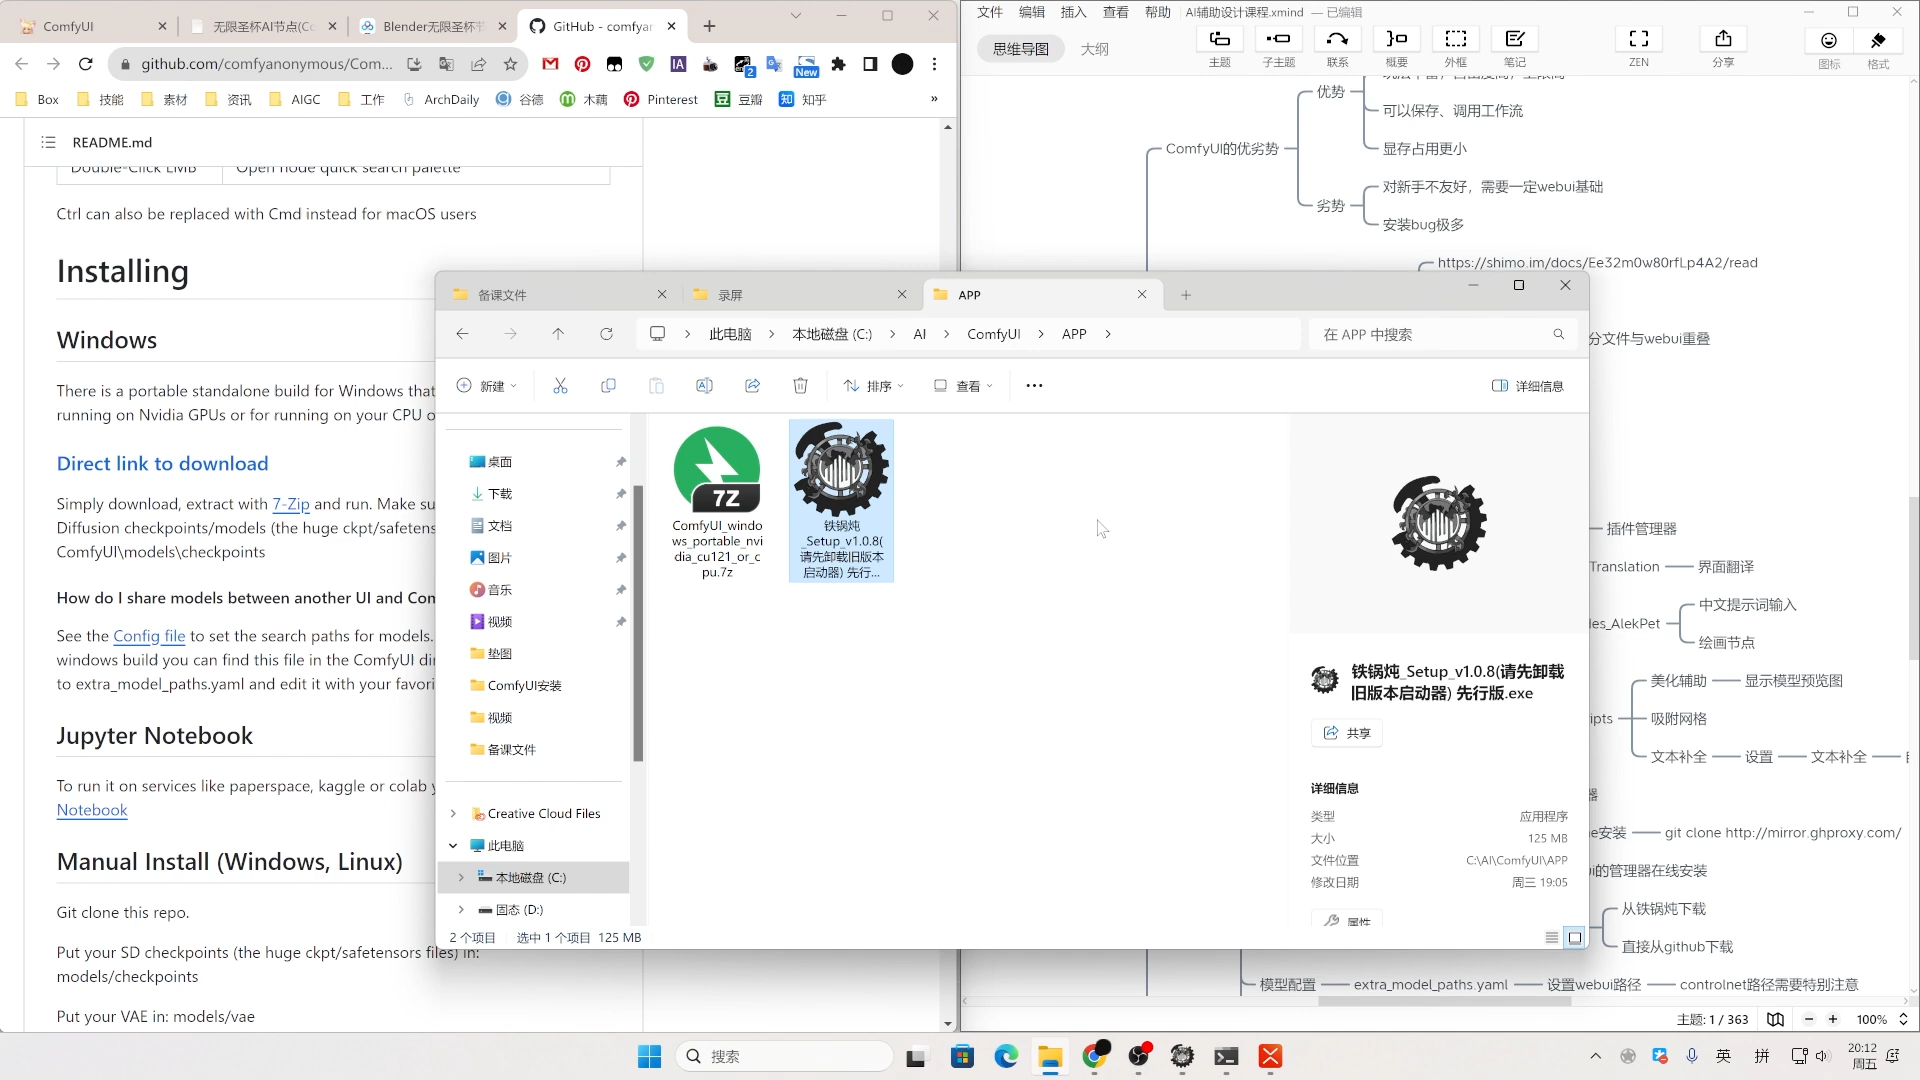 ComfyUI
无限圣杯AI节点(Co
Blender无限圣杯节
GitHub - comfyan
github.com/comfyanonymous/Com...
2
New
Box
技能
素材
资讯
AIGC
工作
ArchDaily
谷德
木藕
Pinterest
豆瓣
知乎
»
README.md
Double-Click LMB
Open node quick search palette
Ctrl can also be replaced with Cmd instead for macOS users
Installing
Windows
There is a portable standalone build for Windows that
running on Nvidia GPUs or for running on your CPU o
Direct link to download
Simply download, extract with 7-Zip and run. Make su
Diffusion checkpoints/models (the huge ckpt/safetens
ComfyUI\models\checkpoints
How do I share models between another UI and Com
See the Config file to set the search paths for models.
windows build you can find this file in the ComfyUI dir
to extra_model_paths.yaml and edit it with your favori
Jupyter Notebook
To run it on services like paperspace, kaggle or colab y
Notebook
Manual Install (Windows, Linux)
Git clone this repo.
Put your SD checkpoints (the huge ckpt/safetensors files) in:
models/checkpoints
Put your VAE in: models/vae
文件 编辑 插入 查看 帮助 AI辅助设计课程.xmind — 已编辑
思维导图
大纲
主题
子主题
联系
概要
外框
笔记
ZEN
分享
图标
格式
优势
可以保存、调用工作流
ComfyUI的优劣势
显存占用更小
对新手不友好，需要一定webui基础
劣势
安装bug极多
https://shimo.im/docs/Ee32m0w80rfLp4A2/read
分文件与webui重叠
插件管理器
Translation
界面翻译
中文提示词输入
les_AlekPet
绘画节点
美化辅助
显示模型预览图
ipts
吸附网格
文本补全
设置
文本补全
器
e安装
git clone http://mirror.ghproxy.com/
i的管理器在线安装
从铁锅炖下载
直接从github下载
模型配置
extra_model_paths.yaml
设置webui路径
controlnet路径需要特别注意
主题: 1 / 363
100%
备课文件
录屏
APP
此电脑
本地磁盘 (C:)
AI
ComfyUI
APP
在 APP 中搜索
新建
排序
查看
详细信息
桌面
下载
文档
图片
音乐
视频
垫图
ComfyUI安装
视频
备课文件
Creative Cloud Files
此电脑
本地磁盘 (C:)
固态 (D:)
7Z
ComfyUI_windo
ws_portable_nvi
dia_cu121_or_c
pu.7z
铁锅炖
_Setup_v1.0.8(
请先卸载旧版本
启动器) 先行...
铁锅炖_Setup_v1.0.8(请先卸载
旧版本启动器) 先行版.exe
共享
详细信息
类型
应用程序
大小
125 MB
文件位置
C:\AI\ComfyUI\APP
修改日期
周三 19:05
属性
2 个项目
选中 1 个项目 125 MB
搜索
英
拼
20:12
周五